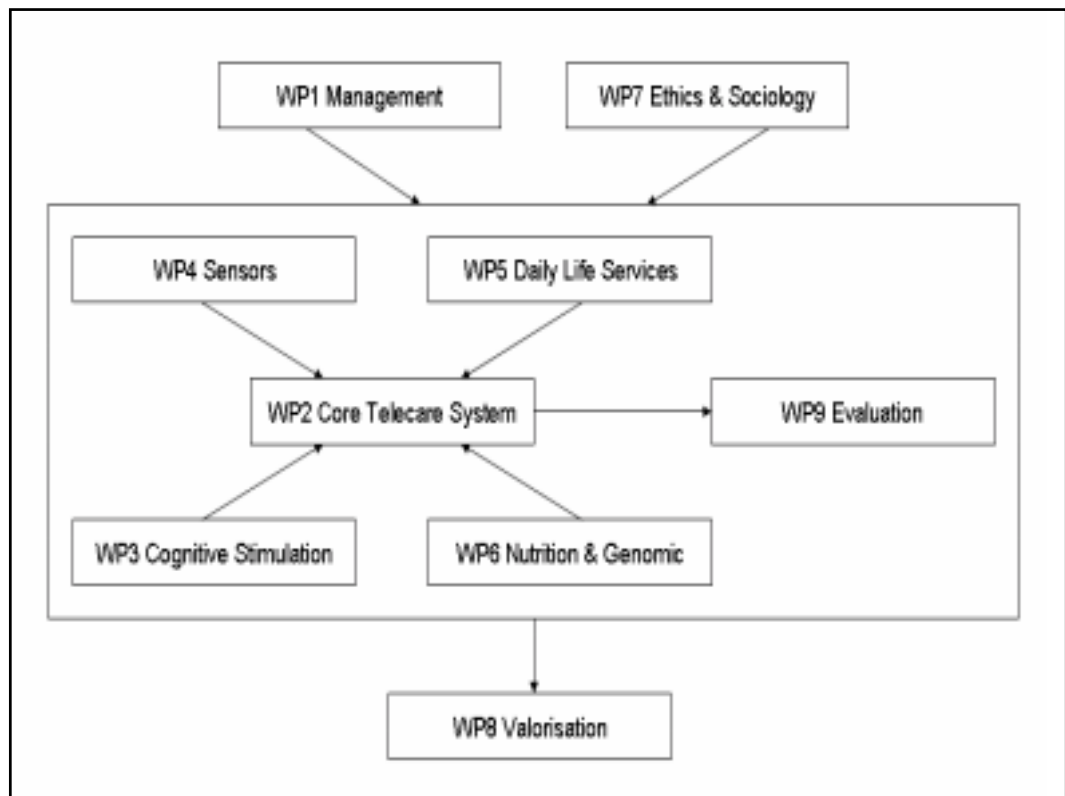 WP1 Management
WP7 Ethics & Sociology
WP4 Sensors
WP5 Daily Life Services
WP2 Core Telecare System
WP9 Evaluation
WP3 Cognitive Stimulation
WP6 Nutrition & Genomic
WP8 Valorisation